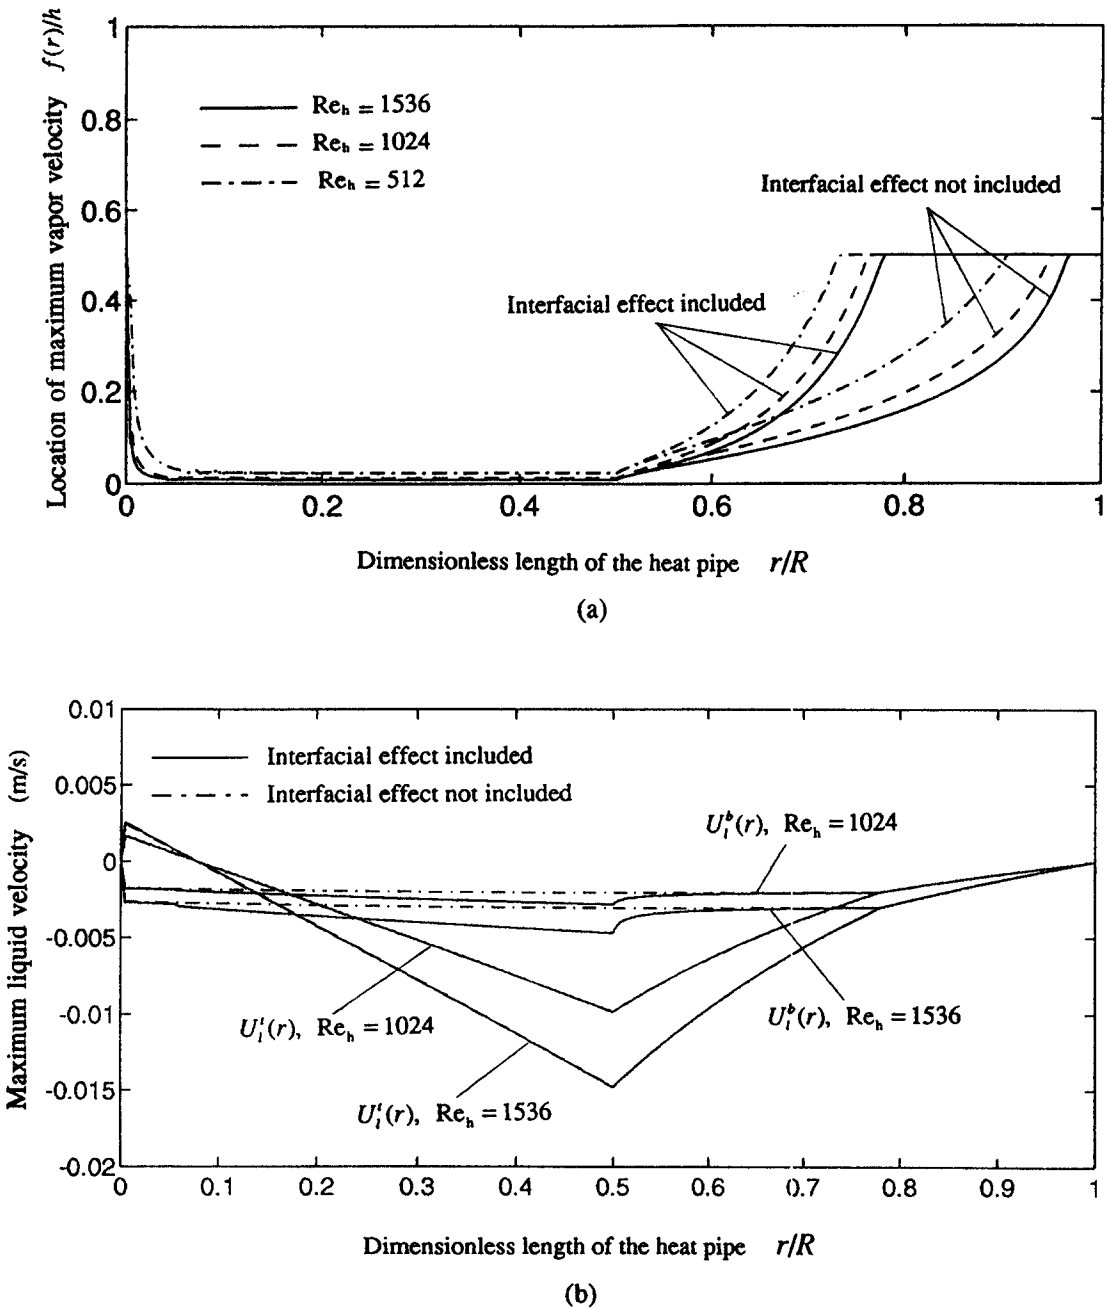 Location of maximum vapor velocity f(r)/h
1
0.8
0.6
0.4
0.2
0
Reₕ = 1536
Reₕ = 1024
Reₕ = 512
Interfacial effect not included
Interfacial effect included
0 0.2 0.4 0.6 0.8 1
Dimensionless length of the heat pipe r/R
(a)
Maximum liquid velocity (m/s)
0.01
0.005
0
-0.005
-0.01
-0.015
-0.02
Interfacial effect included
Interfacial effect not included
Uₗᵇ(r), Reₕ = 1024
Uₗᵗ(r), Reₕ = 1024
Uₗᵇ(r), Reₕ = 1536
Uₗᵗ(r), Reₕ = 1536
0 0.1 0.2 0.3 0.4 0.5 0.6 0.7 0.8 0.9 1
Dimensionless length of the heat pipe r/R
(b)